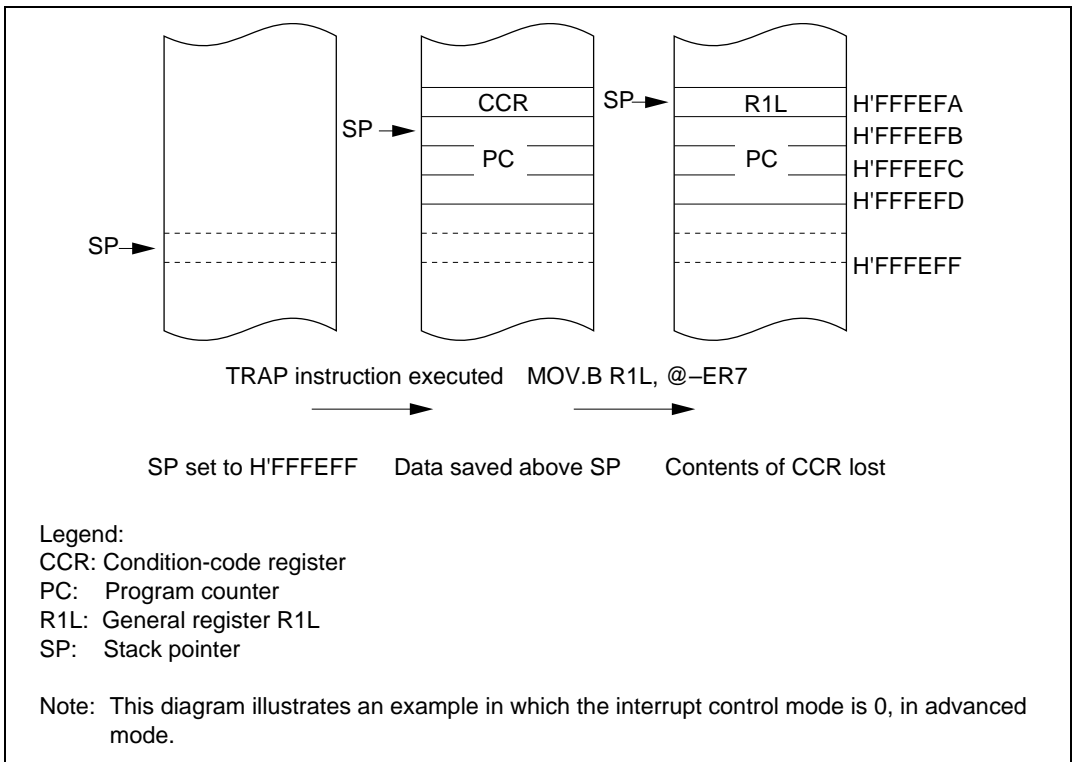 CCR
SP
R1L
H'FFFEFA
SP
H'FFFEFB
PC
PC
H'FFFEFC
H'FFFEFD
SP
H'FFFEFF
TRAP instruction executed
MOV.B R1L, @–ER7
SP set to H'FFFEFF
Data saved above SP
Contents of CCR lost
Legend:
CCR: Condition-code register
PC: Program counter
R1L: General register R1L
SP: Stack pointer
Note: This diagram illustrates an example in which the interrupt control mode is 0, in advanced
mode.